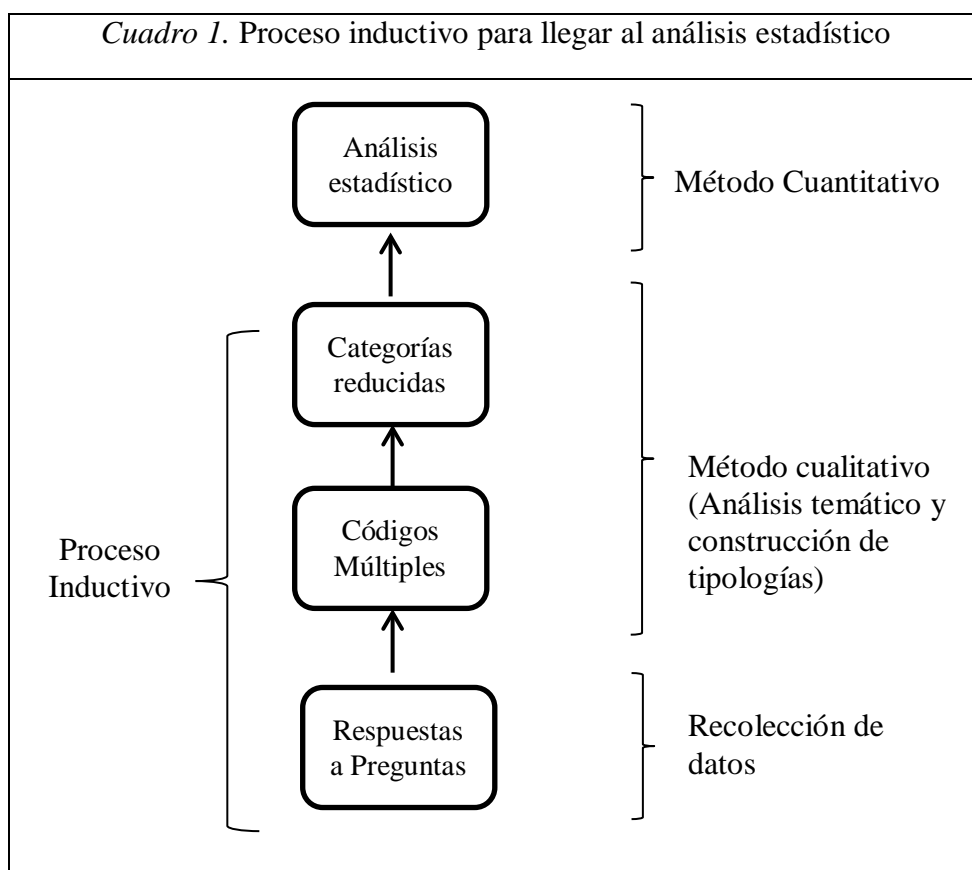 Cuadro 1. Proceso inductivo para llegar al análisis estadístico
Análisis
estadístico
Método Cuantitativo
Categorías
reducidas
Método cualitativo
(Análisis temático y
construcción de
tipologías)
Códigos
Múltiples
Proceso
Inductivo
Respuestas
a Preguntas
Recolección de
datos